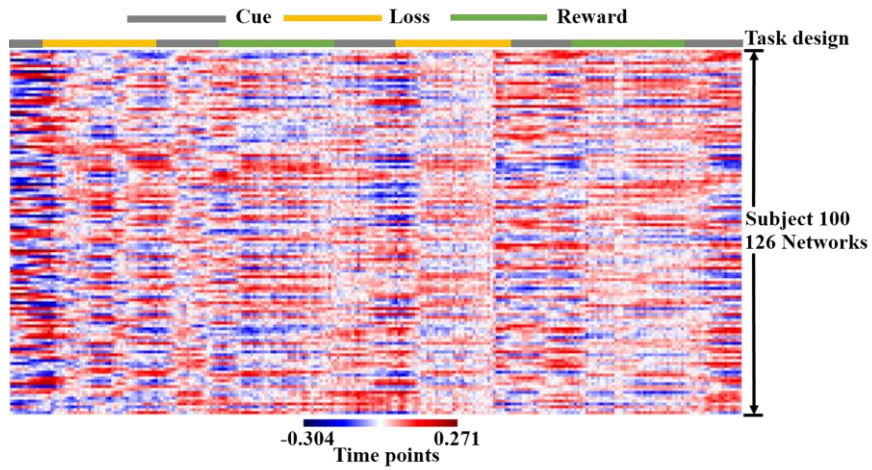 Cue Loss Reward
Task design
Subject 100
126 Networks
-0.304 0.271
Time points